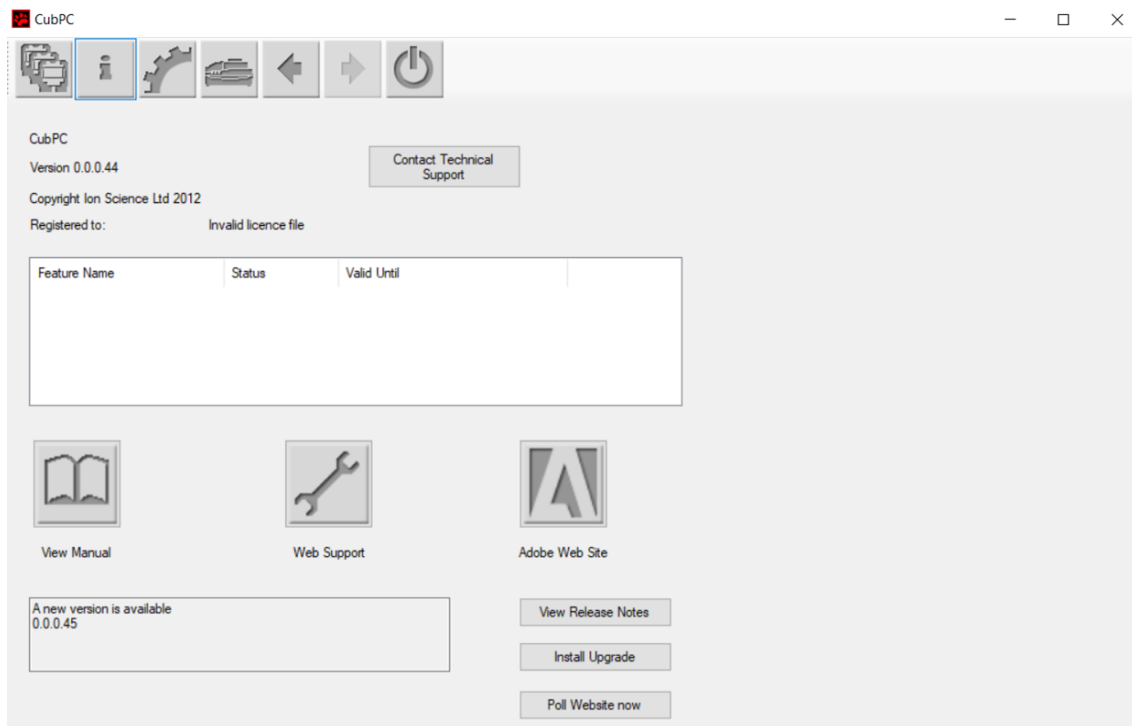 CubPC
i
CubPC
Version 0.0.0.44
Contact Technical
Support
Copyright Ion Science Ltd 2012
Registered to: Invalid licence file
Feature Name Status Valid Until
View Manual Web Support Adobe Web Site
A new version is available
0.0.0.45
View Release Notes
Install Upgrade
Poll Website now